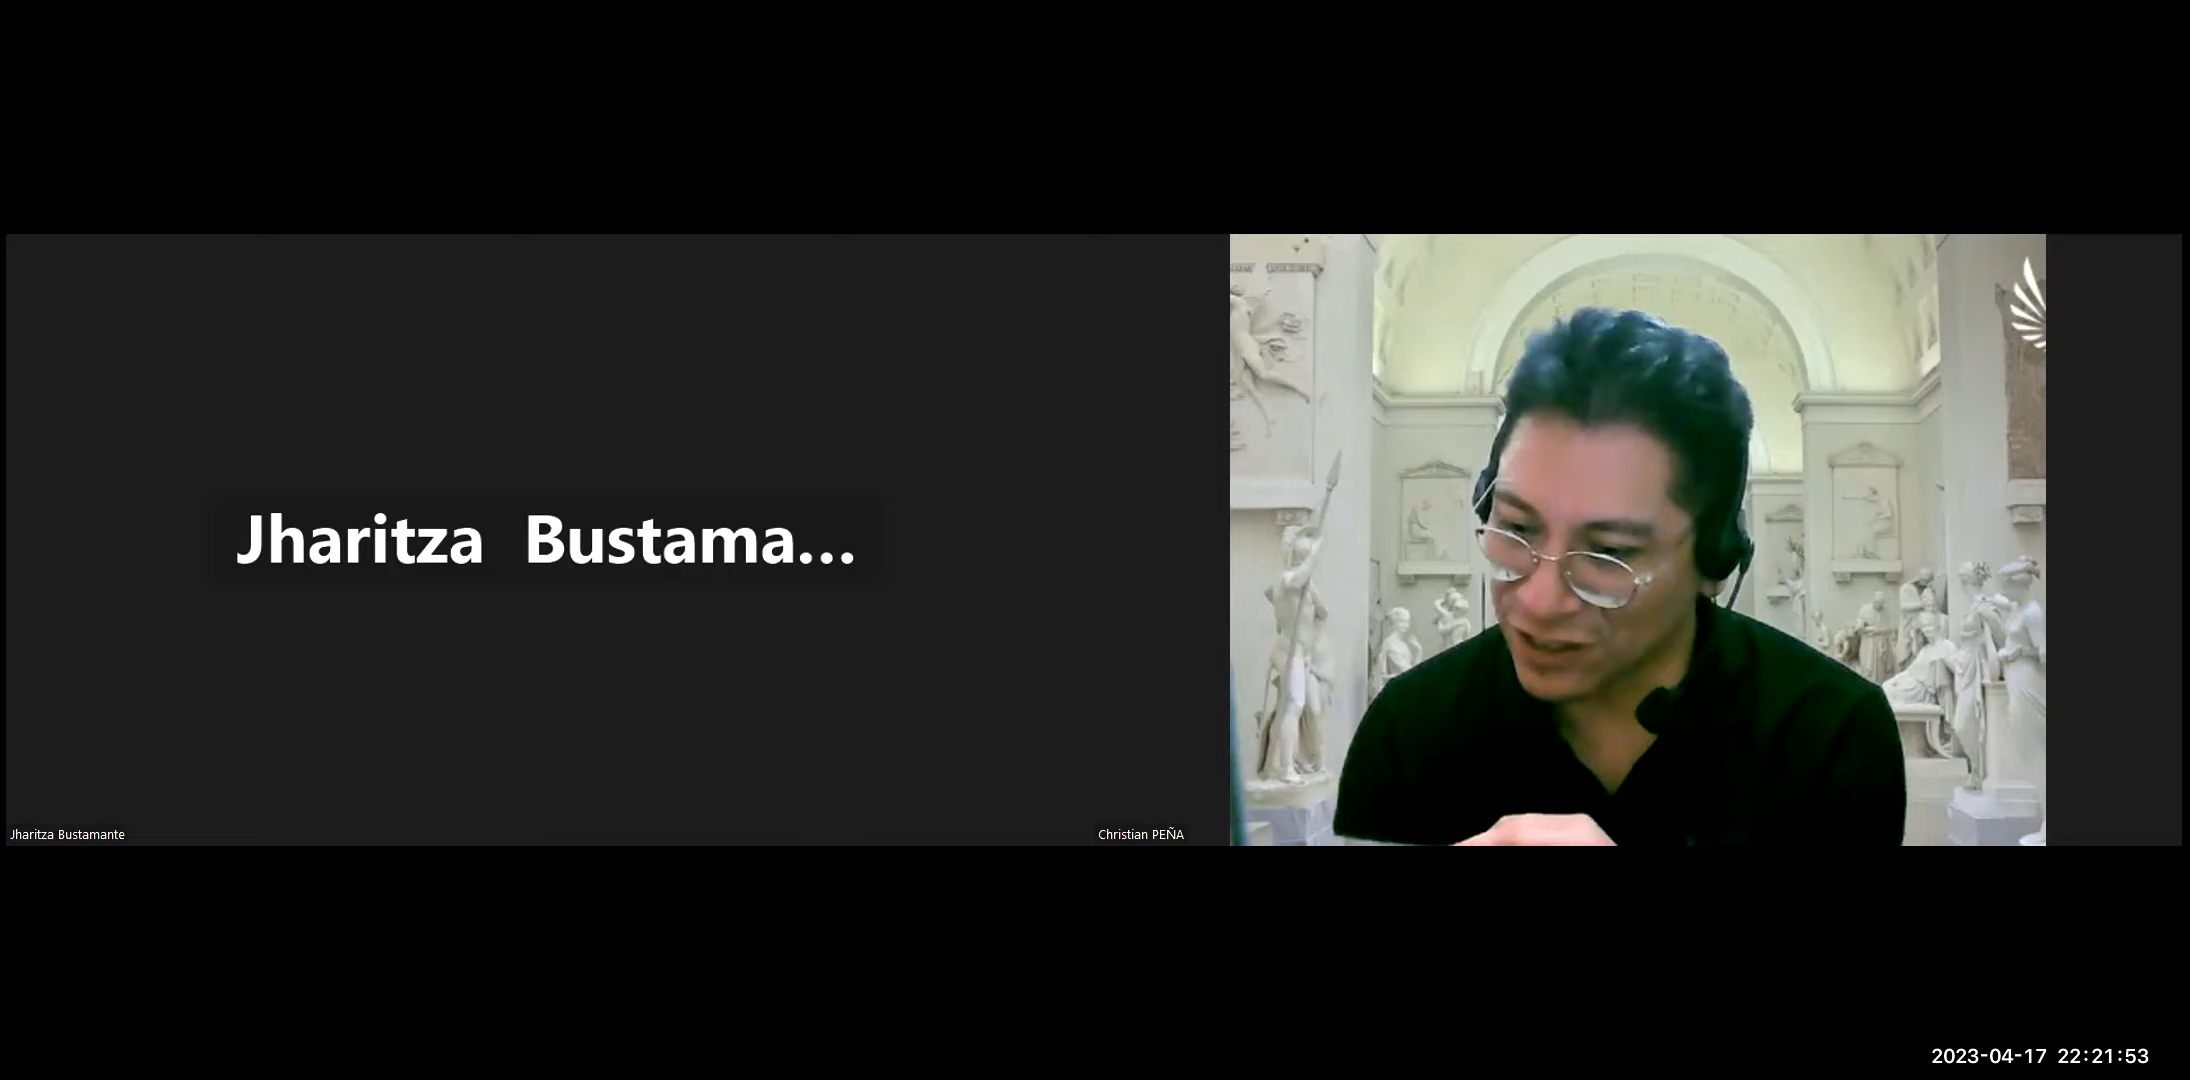 Jharitza  Bustama...
Jharitza Bustamante
Christian PEÑA
2023-04-17 22:21:53